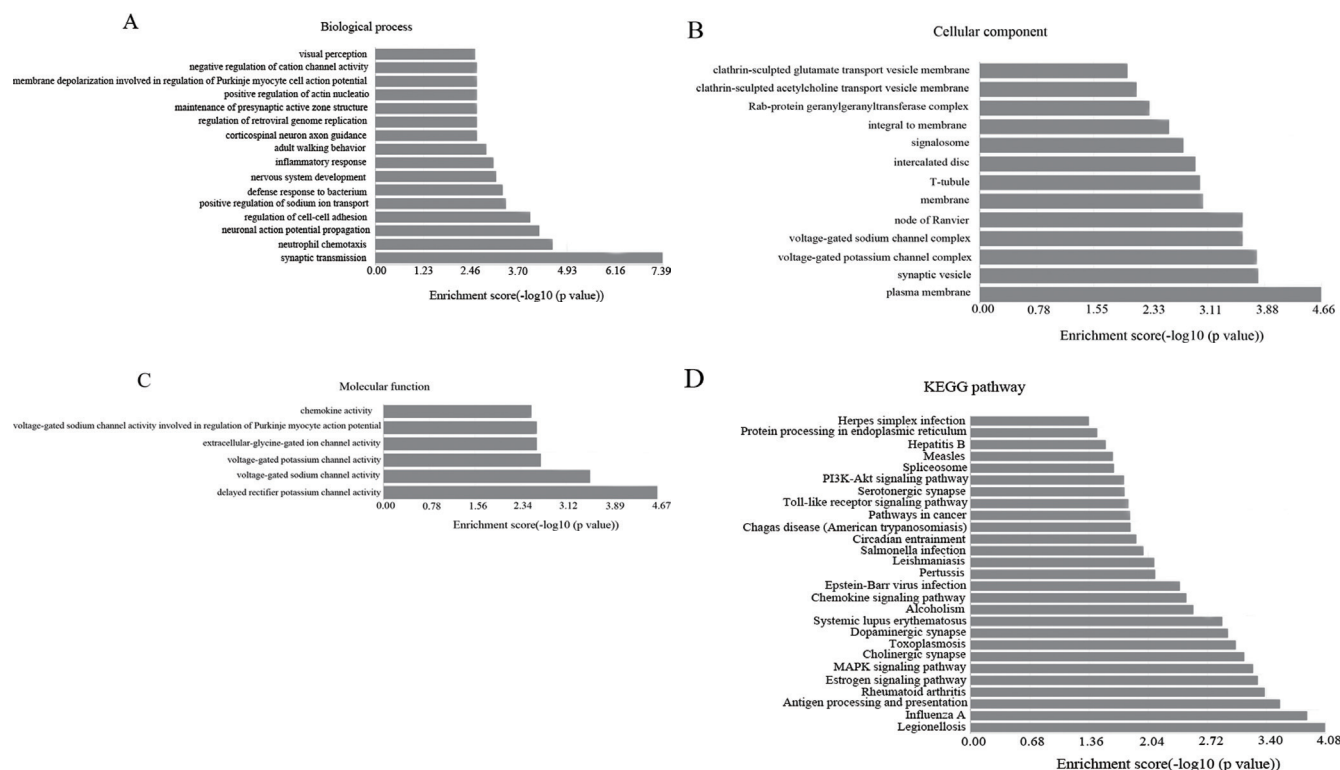 A
Biological process
visual perception
negative regulation of cation channel activity
membrane depolarization involved in regulation of Purkinje myocyte cell action potential
positive regulation of actin nucleatio
maintenance of presynaptic active zone structure
regulation of retroviral genome replication
corticospinal neuron axon guidance
adult walking behavior
inflammatory response
nervous system development
defense response to bacterium
positive regulation of sodium ion transport
regulation of cell-cell adhesion
neuronal action potential propagation
neutrophil chemotaxis
synaptic transmission
0.00 1.23 2.46 3.70 4.93 6.16 7.39
Enrichment score(-log10 (p value))
B
Cellular component
clathrin-sculpted glutamate transport vesicle membrane
clathrin-sculpted acetylcholine transport vesicle membrane
Rab-protein geranylgeranyltransferase complex
integral to membrane
signalosome
intercalated disc
T-tubule
membrane
node of Ranvier
voltage-gated sodium channel complex
voltage-gated potassium channel complex
synaptic vesicle
plasma membrane
0.00 0.78 1.55 2.33 3.11 3.88 4.66
Enrichment score(-log10 (p value))
C
Molecular function
chemokine activity
voltage-gated sodium channel activity involved in regulation of Purkinje myocyte action potential
extracellular-glycine-gated ion channel activity
voltage-gated potassium channel activity
voltage-gated sodium channel activity
delayed rectifier potassium channel activity
0.00 0.78 1.56 2.34 3.12 3.89 4.67
Enrichment score(-log10 (p value))
D
KEGG pathway
Herpes simplex infection
Protein processing in endoplasmic reticulum
Hepatitis B
Measles
Spliceosome
PI3K-Akt signaling pathway
Serotonergic synapse
Toll-like receptor signaling pathway
Pathways in cancer
Chagas disease (American trypanosomiasis)
Circadian entrainment
Salmonella infection
Leishmaniasis
Pertussis
Epstein-Barr virus infection
Chemokine signaling pathway
Alcoholism
Systemic lupus erythematosus
Dopaminergic synapse
Toxoplasmosis
Cholinergic synapse
MAPK signaling pathway
Estrogen signaling pathway
Rheumatoid arthritis
Antigen processing and presentation
Influenza A
Legionellosis
0.00 0.68 1.36 2.04 2.72 3.40 4.08
Enrichment score(-log10 (p value))